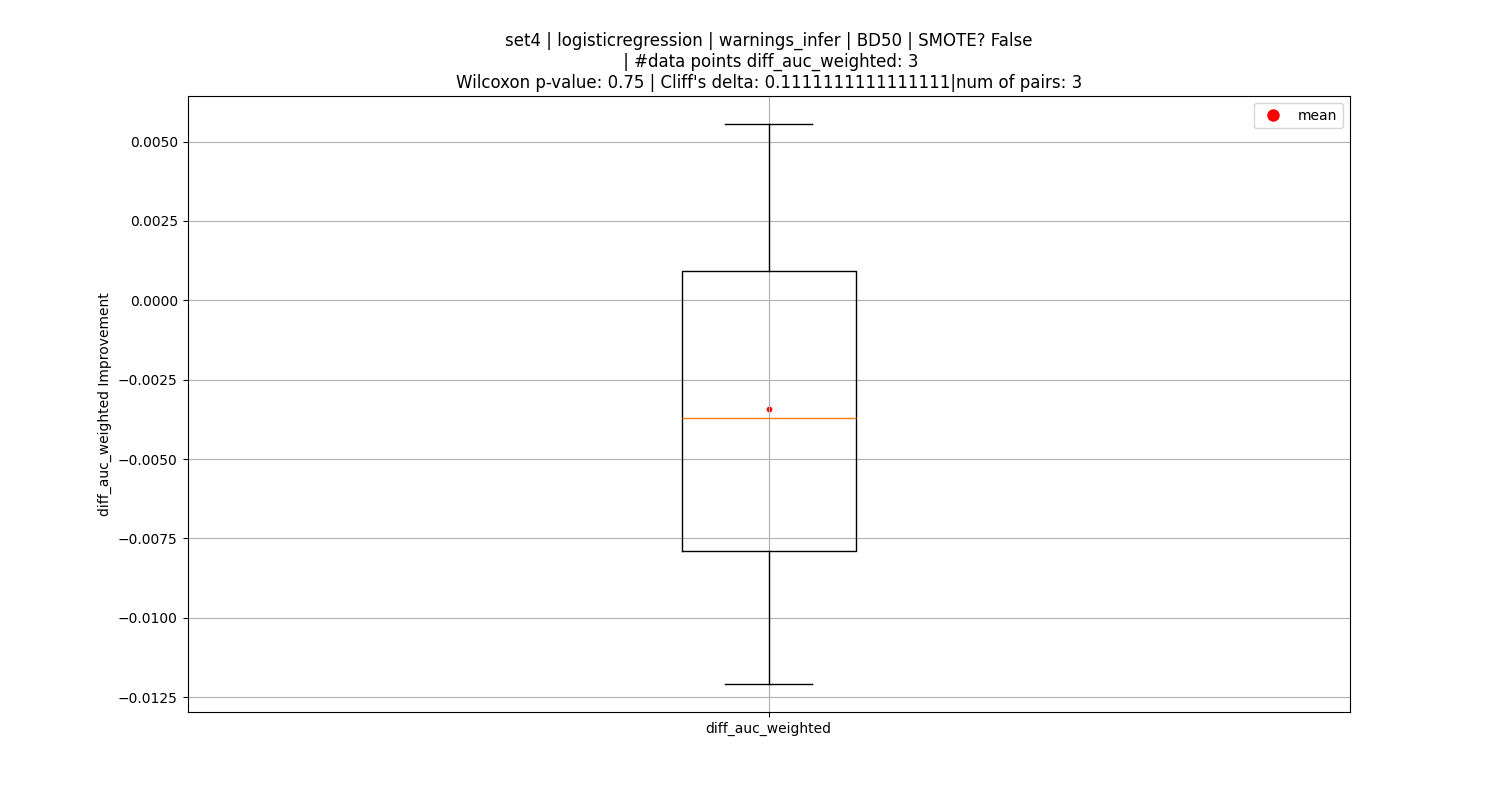 set4 | logisticregression | warnings_infer | BD50 | SMOTE? False
| #data points diff_auc_weighted: 3
Wilcoxon p-value: 0.75 | Cliff's delta: 0.1111111111111111|num of pairs: 3
mean
0.0050
0.0025
0.0000
−0.0025
−0.0050
−0.0075
−0.0100
−0.0125
diff_auc_weighted Improvement
diff_auc_weighted